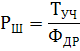 Р_Ш = Т_УЧ / Ф_ДР